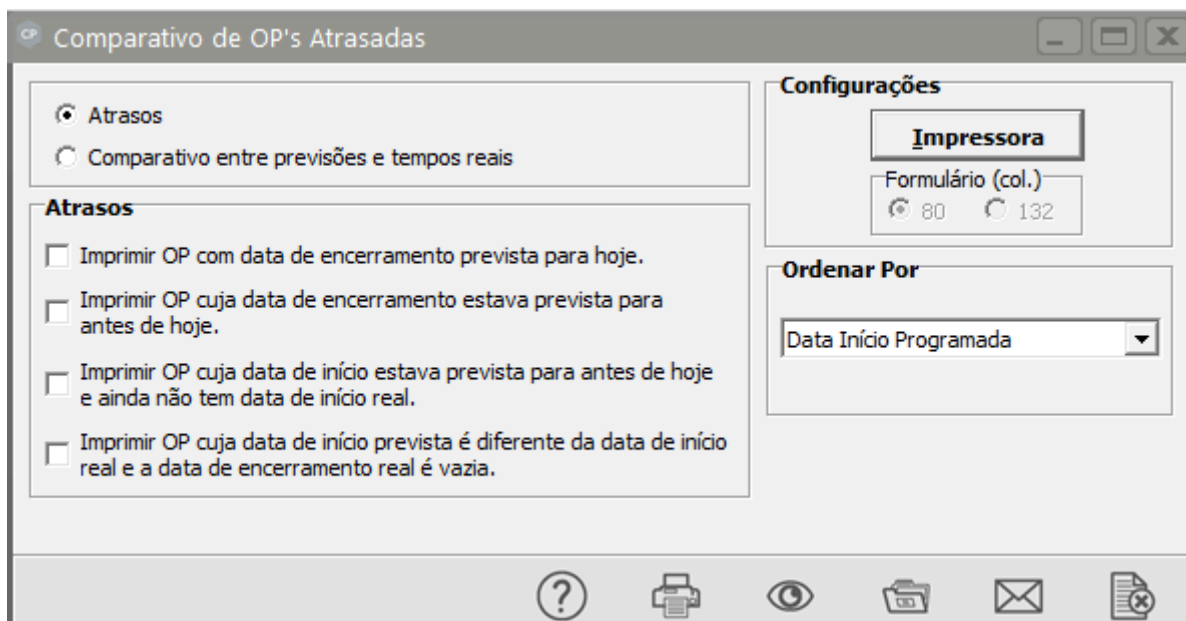 CP Comparativo de OP's Atrasadas
Atrasos
Comparativo entre previsões e tempos reais
Atrasos
Imprimir OP com data de encerramento prevista para hoje.
Imprimir OP cuja data de encerramento estava prevista para
antes de hoje.
Imprimir OP cuja data de início estava prevista para antes de hoje
e ainda não tem data de início real.
Imprimir OP cuja data de início prevista é diferente da data de início
real e a data de encerramento real é vazia.
Configurações
Impressora
Formulário (col.)
80 132
Ordenar Por
Data Início Programada